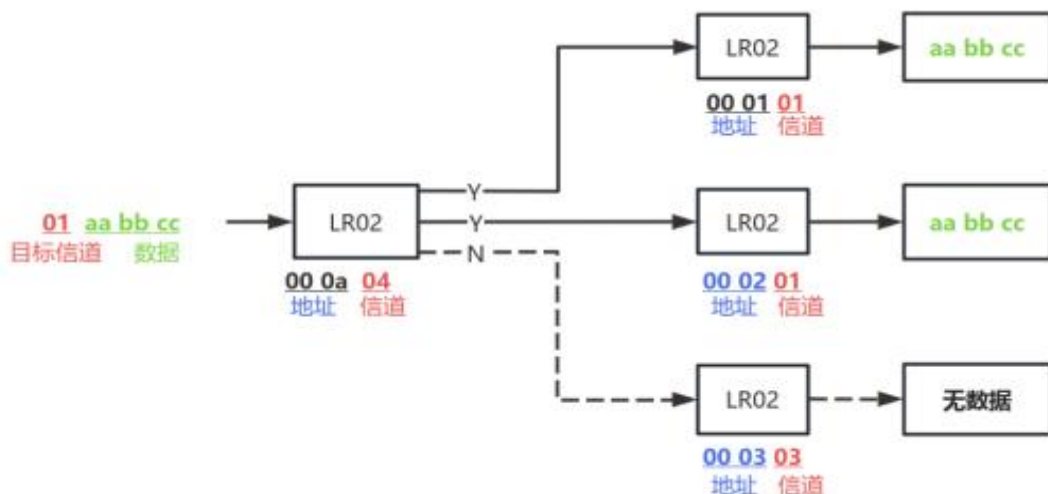 LR02
aa bb cc
00 01 01
地址 信道
Y
01 aa bb cc
目标信道 数据
LR02
Y
LR02
aa bb cc
N
00 0a 04
地址 信道
00 02 01
地址 信道
LR02
无数据
00 03 03
地址 信道